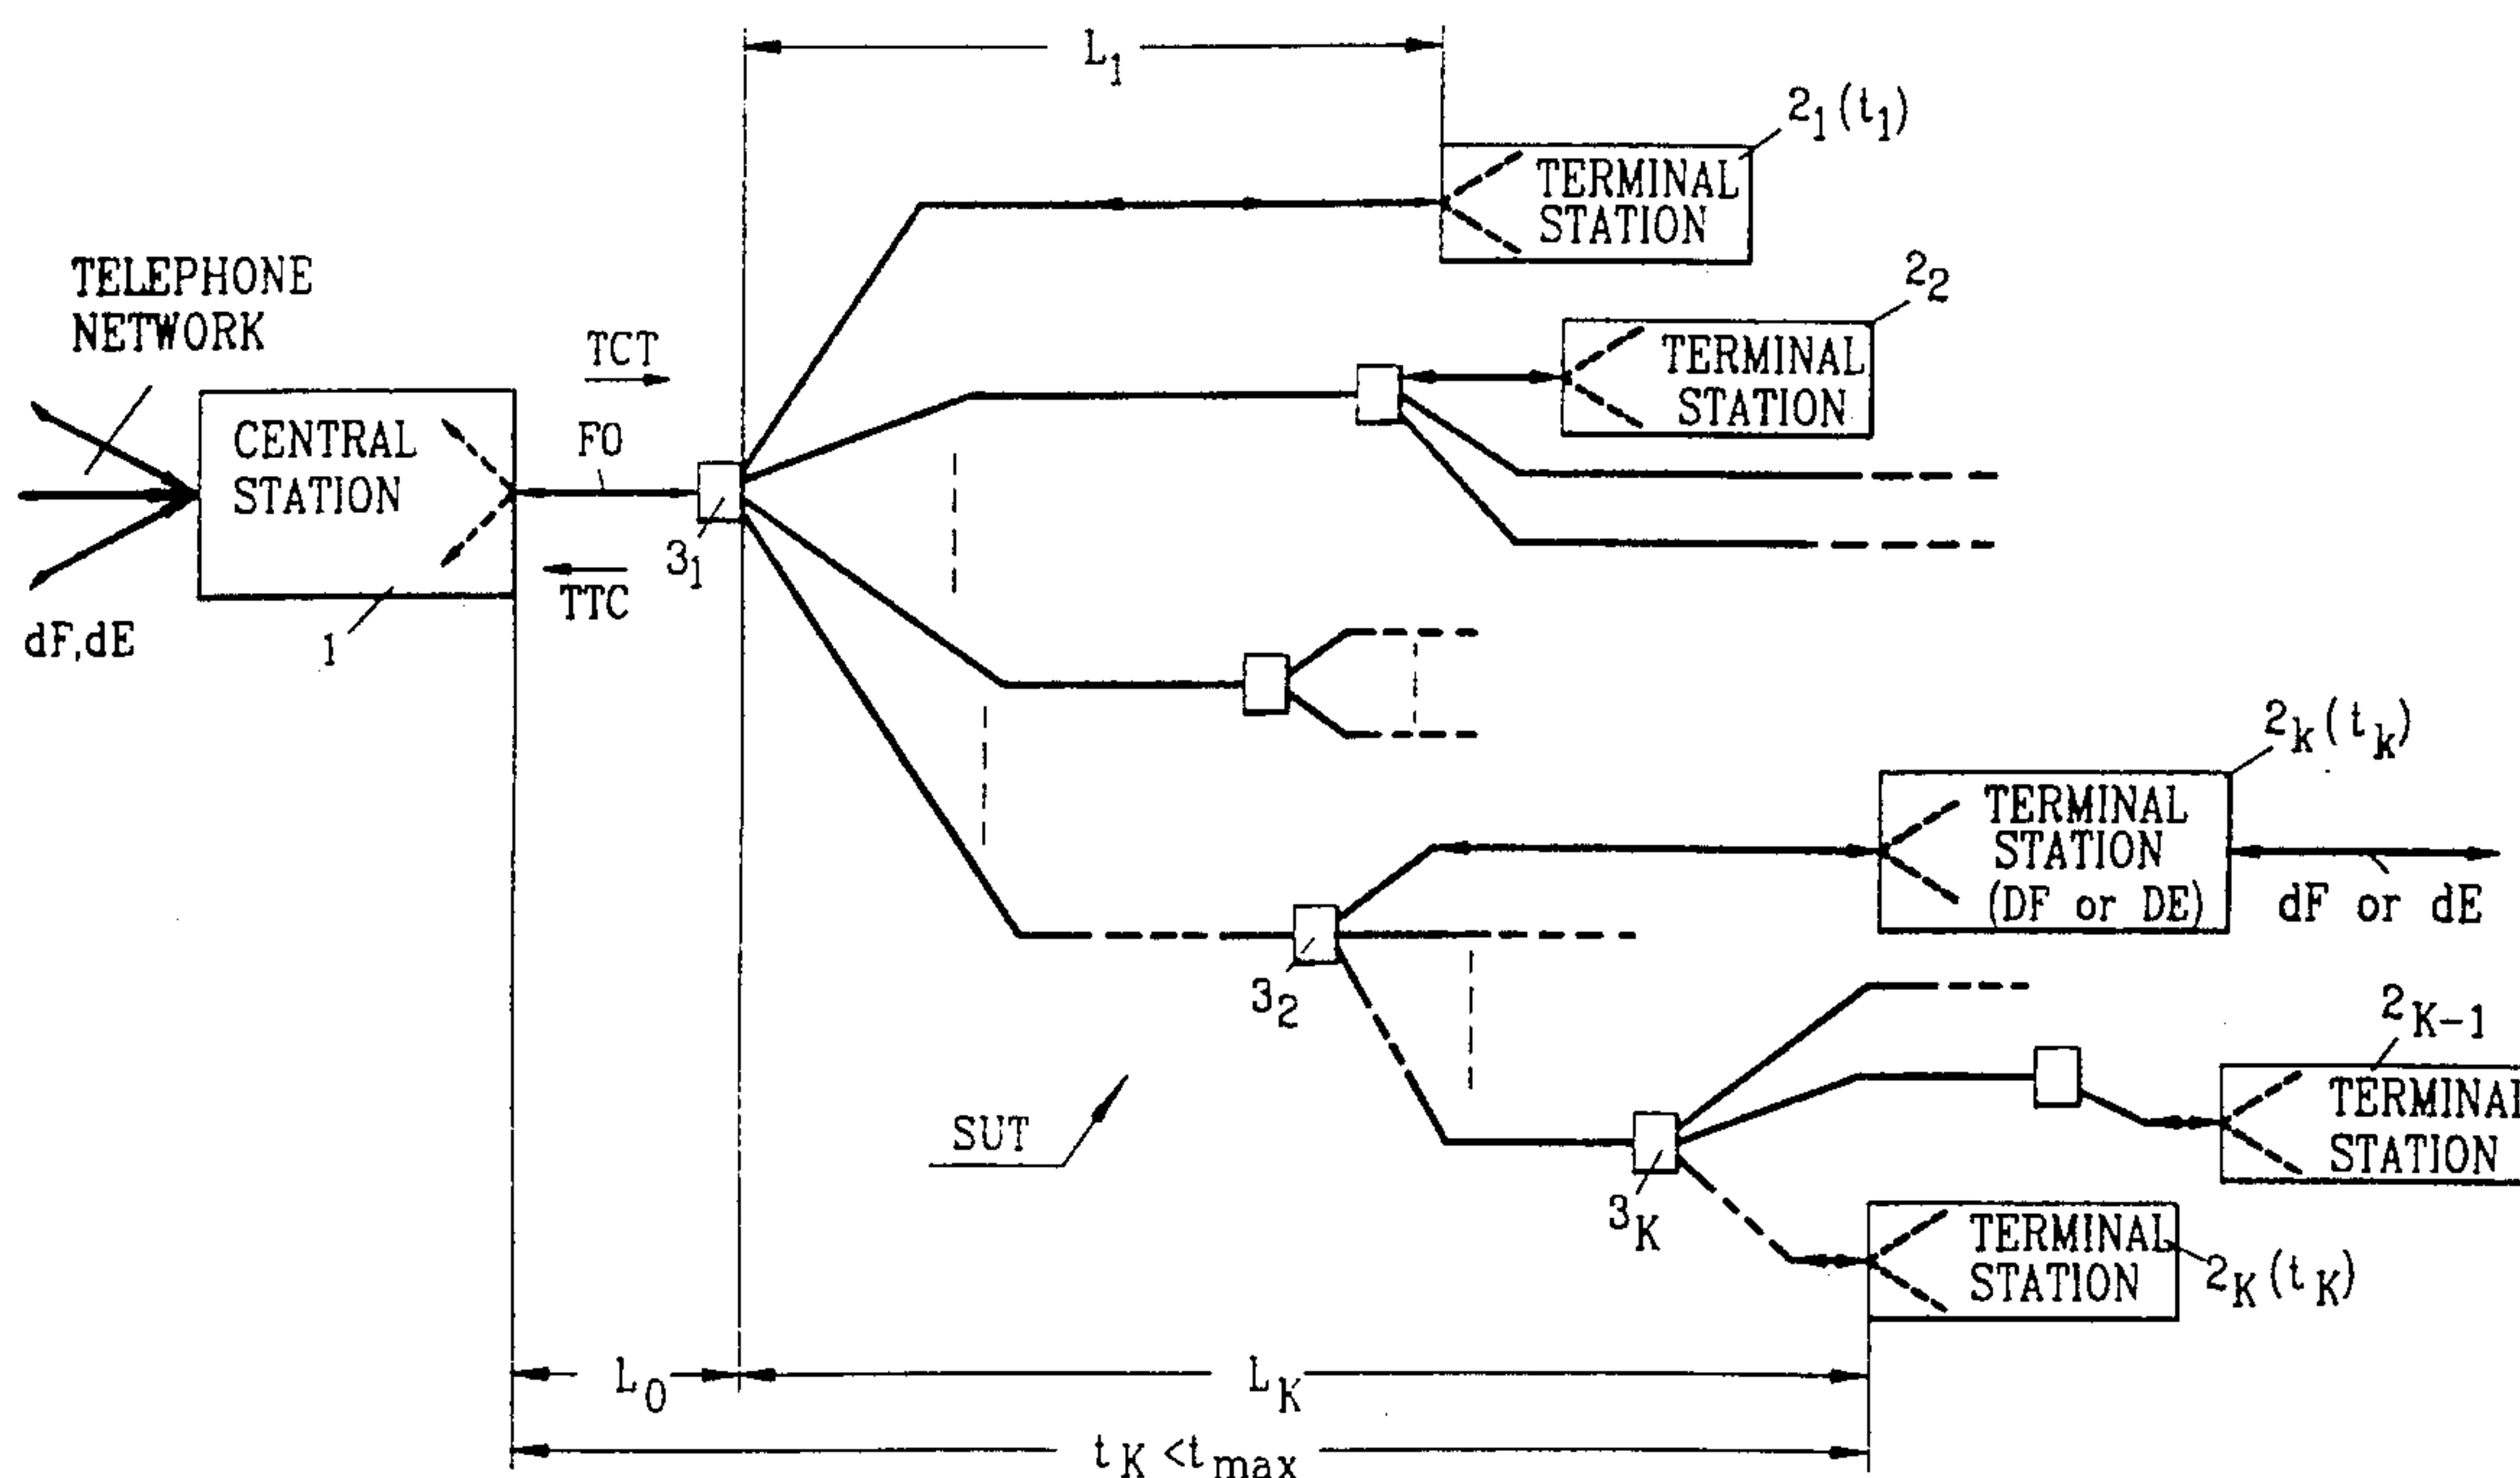 L1
21(t1)
TERMINAL
STATION
22
TELEPHONE
NETWORK
TCT
TERMINAL
STATION
CENTRAL
STATION
FO
31
TTC
dF,dE
1
2k(tk)
TERMINAL
STATION
(DF or DE)
dF or dE
32
2K-1
TERMINAL
STATION
SUT
3K
TERMINAL
STATION
2K(tK)
L0
LK
tK<tmax